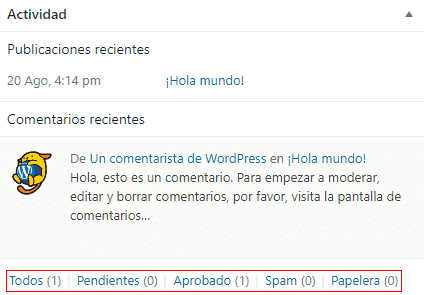 Actividad
Publicaciones recientes
20 Ago, 4:14 pm ¡Hola mundo!
Comentarios recientes
De Un comentarista de WordPress en ¡Hola mundo!
Hola, esto es un comentario. Para empezar a moderar,
editar y borrar comentarios, por favor, visita la pantalla de
comentarios...
Todos (1) | Pendientes (0) | Aprobado (1) | Spam (0) | Papelera (0)